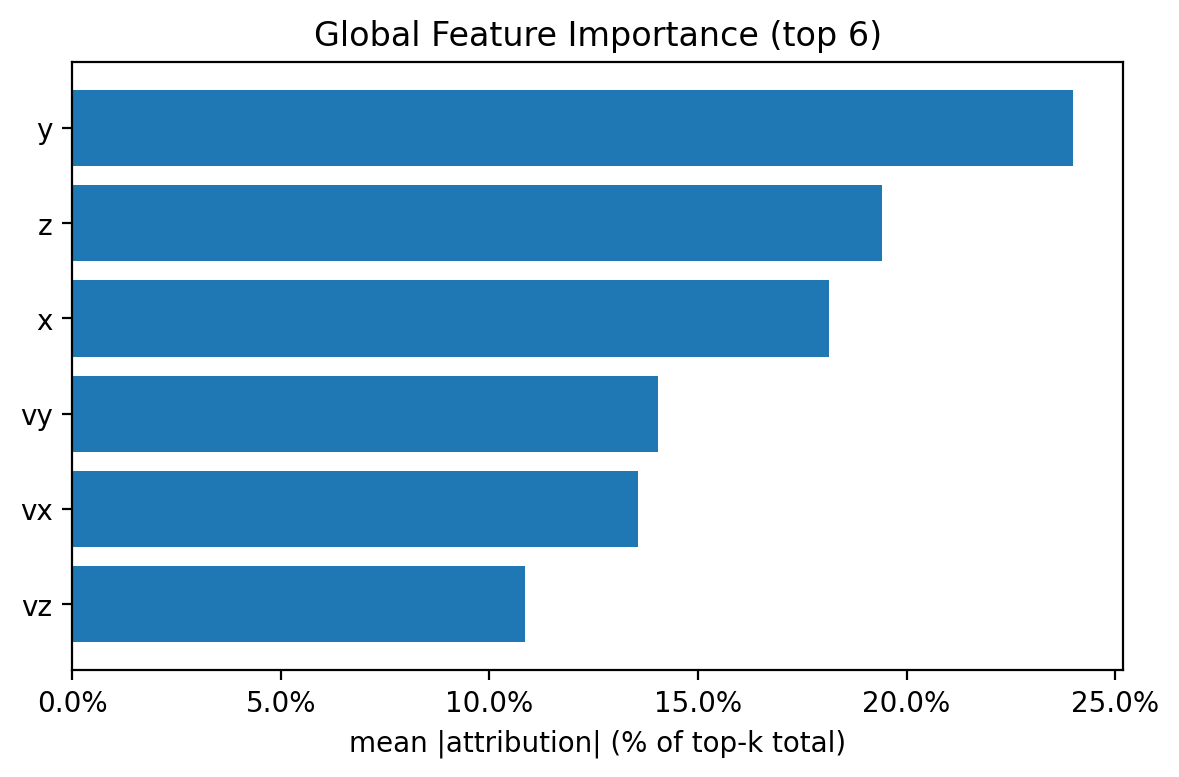 Global Feature Importance (top 6)
y
z
x
vy
vx
vz
0.0% 5.0% 10.0% 15.0% 20.0% 25.0%
mean |attribution| (% of top-k total)